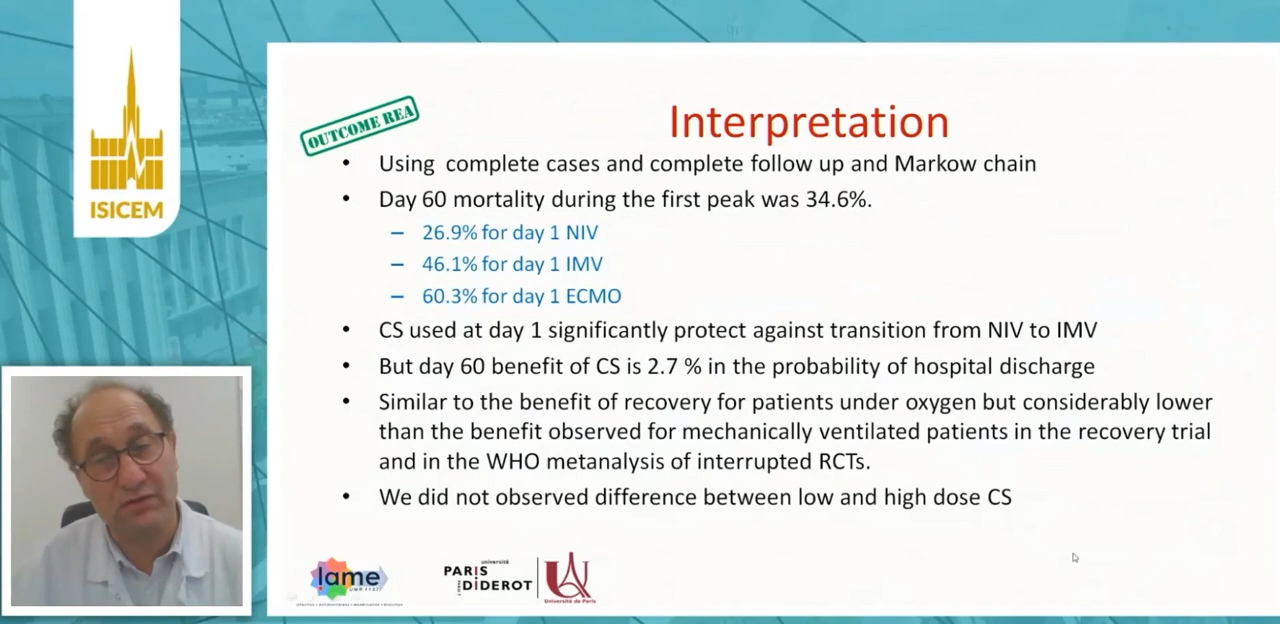 ISICEM
OUTCOME REA
Interpretation
• Using complete cases and complete follow up and Markow chain
• Day 60 mortality during the first peak was 34.6%.
– 26.9% for day 1 NIV
– 46.1% for day 1 IMV
– 60.3% for day 1 ECMO
• CS used at day 1 significantly protect against transition from NIV to IMV
• But day 60 benefit of CS is 2.7 % in the probability of hospital discharge
• Similar to the benefit of recovery for patients under oxygen but considerably lower
than the benefit observed for mechanically ventilated patients in the recovery trial
and in the WHO metanalysis of interrupted RCTs.
• We did not observed difference between low and high dose CS
Iame
UMR 1137
université
PARIS
DIDEROT
Université de Paris